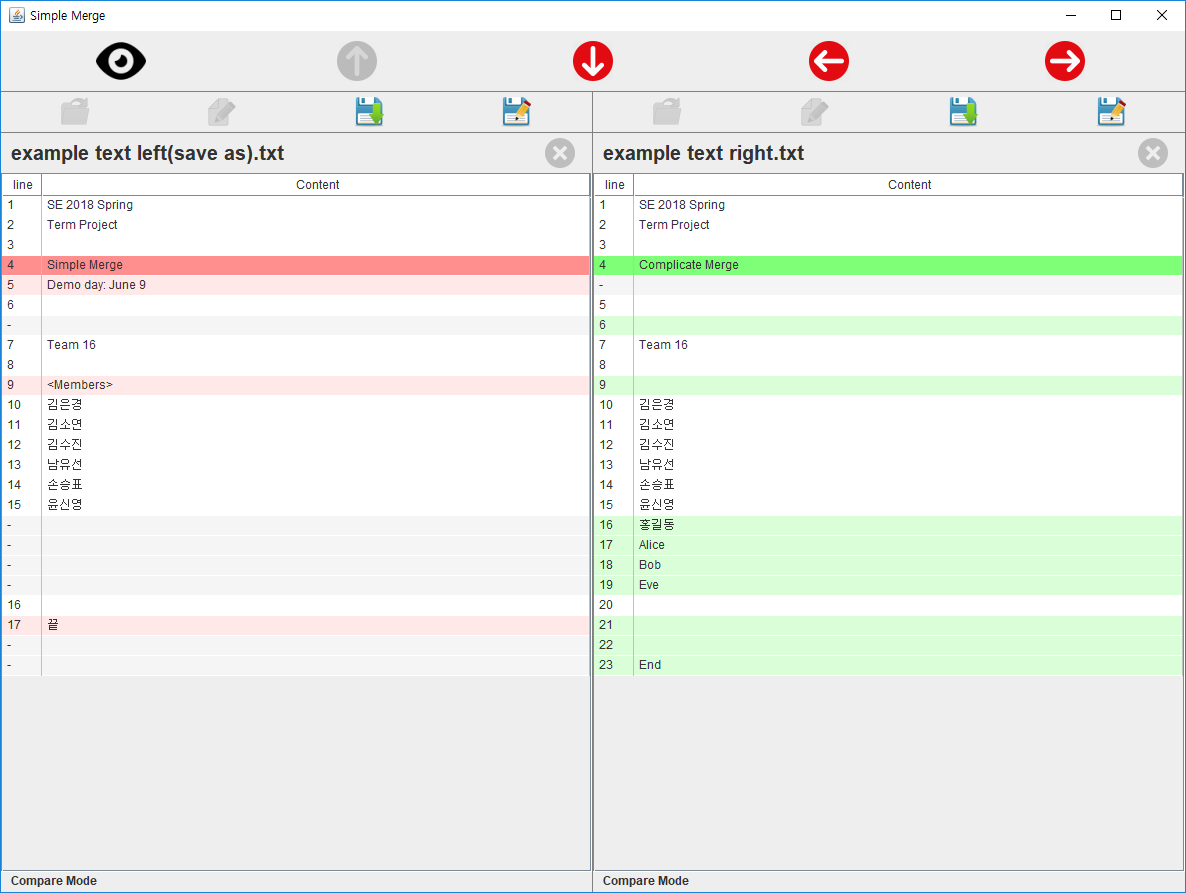 Simple Merge
example text left(save as).txt
line Content
1 SE 2018 Spring
2 Term Project
3
4 Simple Merge
5 Demo day: June 9
6
-
7 Team 16
8
9 <Members>
10 김은경
11 김소연
12 김수진
13 남유선
14 손승표
15 윤신영
-
-
-
-
16
17 끝
-
-
Compare Mode
example text right.txt
line Content
1 SE 2018 Spring
2 Term Project
3
4 Complicate Merge
-
5
6
7 Team 16
8
9
10 김은경
11 김소연
12 김수진
13 남유선
14 손승표
15 윤신영
16 홍길동
17 Alice
18 Bob
19 Eve
20
21
22
23 End
Compare Mode